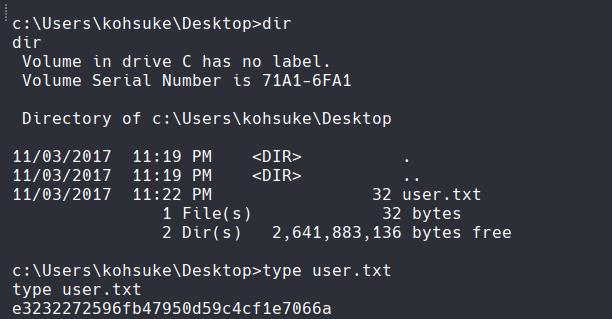 c:\Users\kohsuke\Desktop>dir
dir
 Volume in drive C has no label.
 Volume Serial Number is 71A1-6FA1

 Directory of c:\Users\kohsuke\Desktop

11/03/2017  11:19 PM    <DIR>          .
11/03/2017  11:19 PM    <DIR>          ..
11/03/2017  11:22 PM                32 user.txt
               1 File(s)             32 bytes
               2 Dir(s)   2,641,883,136 bytes free

c:\Users\kohsuke\Desktop>type user.txt
type user.txt
e3232272596fb47950d59c4cf1e7066a